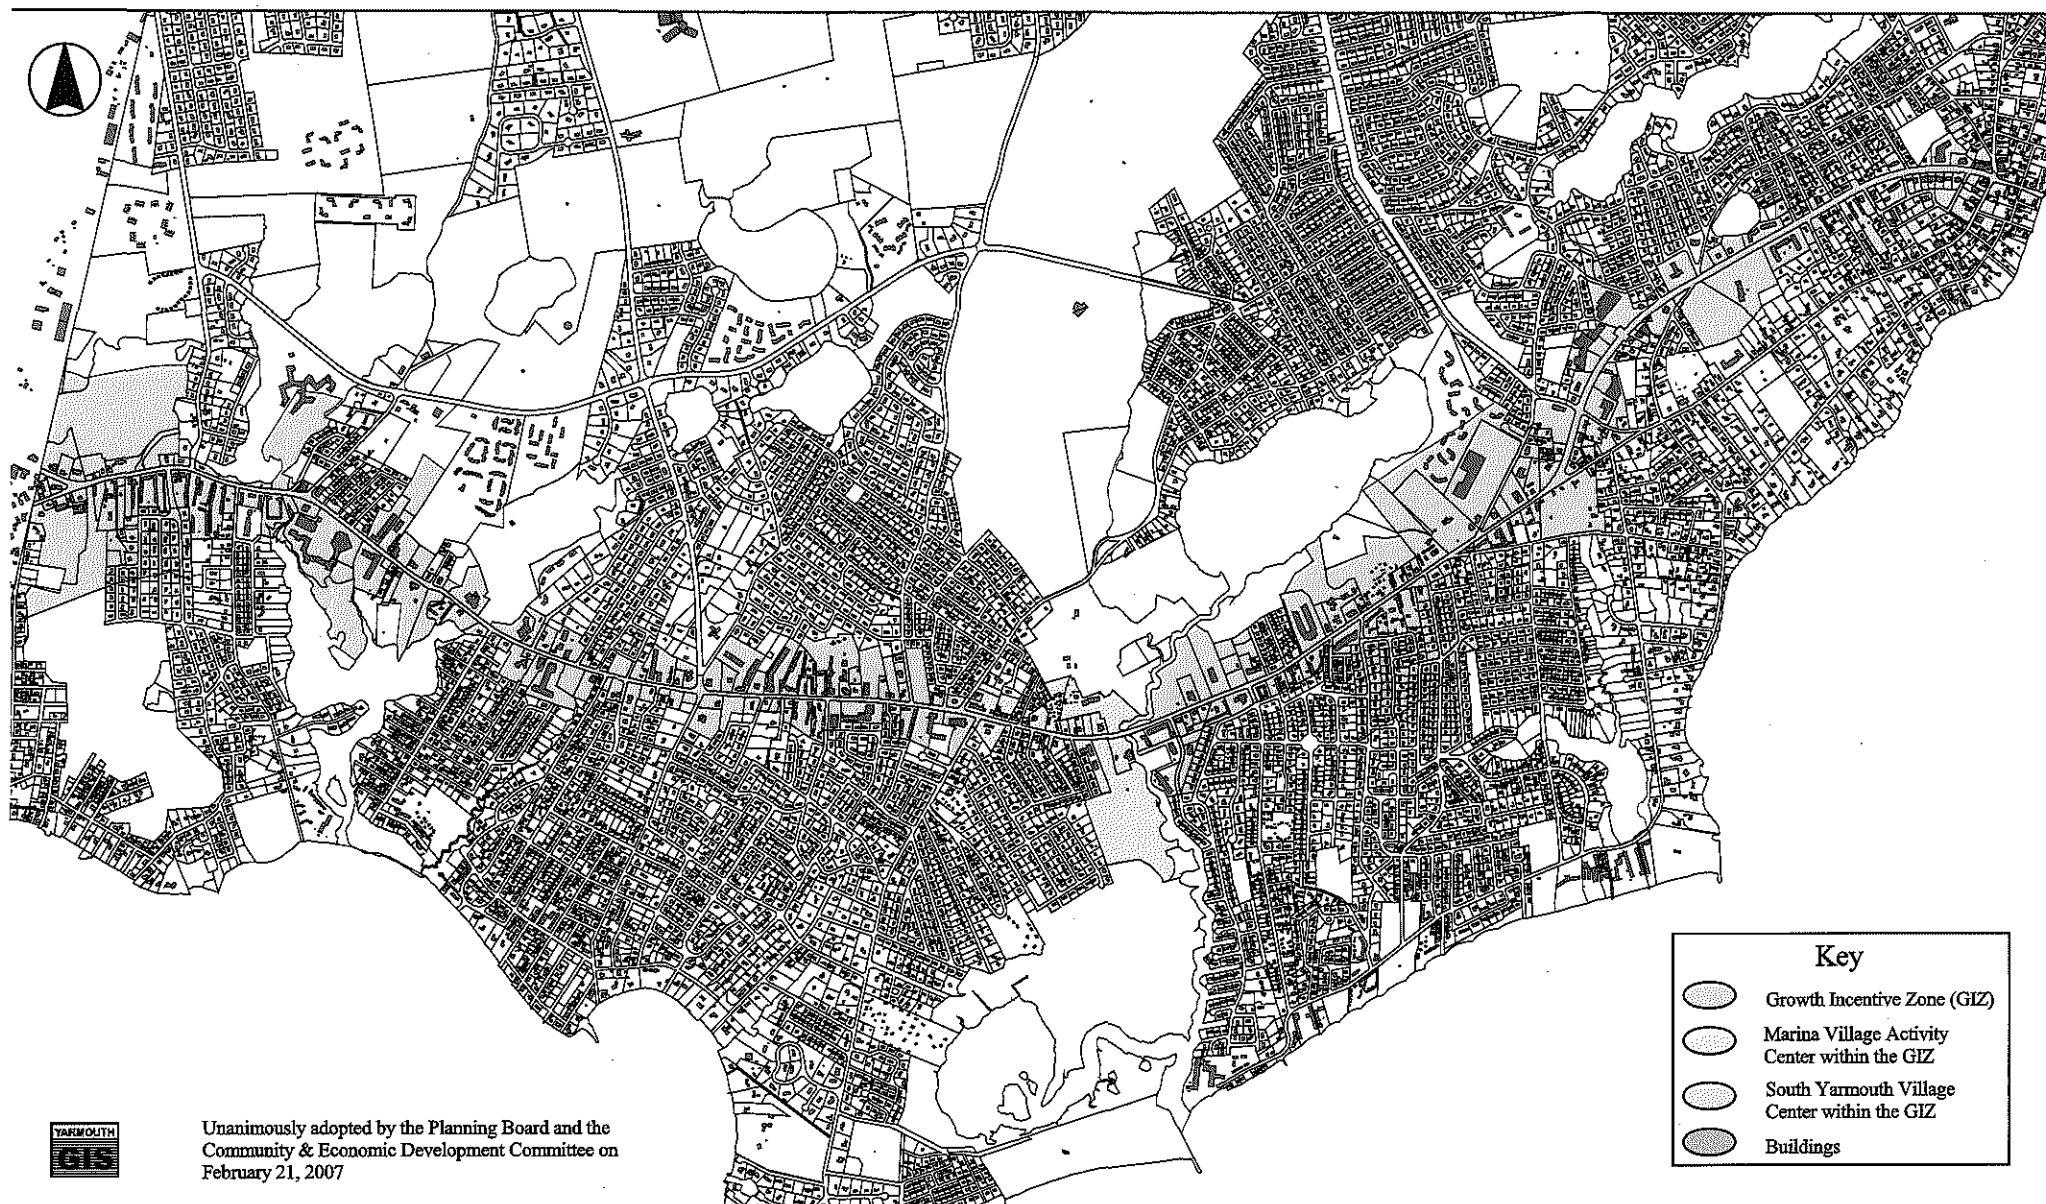 Key
Growth Incentive Zone (GIZ)
Marina Village Activity
Center within the GIZ
South Yarmouth Village
Center within the GIZ
Buildings
YARMOUTH
GIS
Unanimously adopted by the Planning Board and the
Community & Economic Development Committee on
February 21, 2007